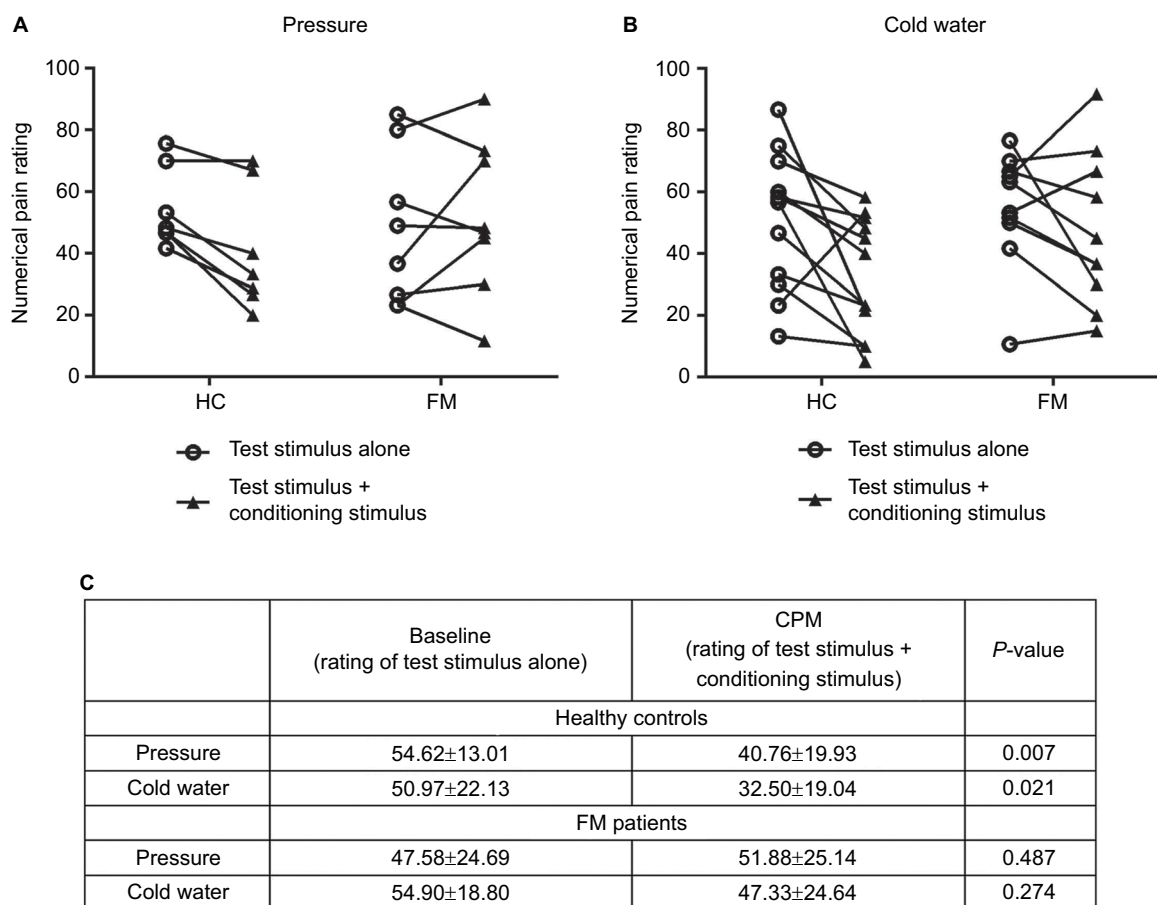 A
Pressure
Numerical pain rating
100
80
60
40
20
0
HC
FM
Test stimulus alone
Test stimulus +
conditioning stimulus
B
Cold water
Numerical pain rating
100
80
60
40
20
0
HC
FM
Test stimulus alone
Test stimulus +
conditioning stimulus
C
Baseline
(rating of test stimulus alone)
CPM
(rating of test stimulus +
conditioning stimulus)
P-value
Healthy controls
Pressure 54.62±13.01 40.76±19.93 0.007
Cold water 50.97±22.13 32.50±19.04 0.021
FM patients
Pressure 47.58±24.69 51.88±25.14 0.487
Cold water 54.90±18.80 47.33±24.64 0.274